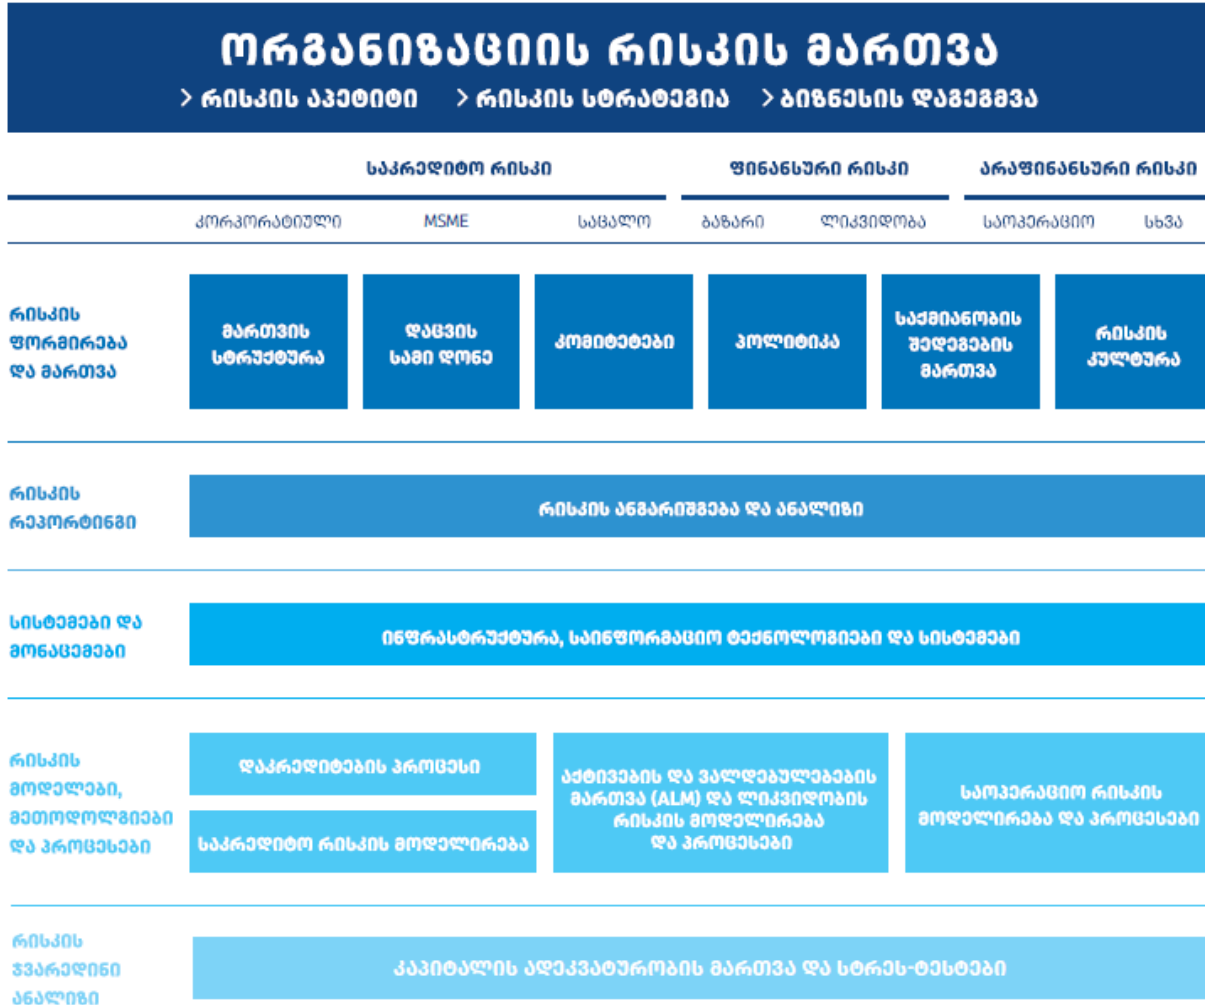 ორგანიზაციის რისკის მართვა
> რისკის აპეტიტი > რისკის სტრატეგია > ბიზნესის დაგეგმვა
საკრედიტო რისკი ფინანსური რისკი არაფინანსური რისკი
კორპორატიული MSME საცალო ბაზარი ლიკვიდობა საოპერაციო სხვა
რისკის
ფორმირება
და მართვა
მართვის
სტრუქტურა
დაცვის
სამი დონე
კომიტეტები
პოლიტიკა
საქმიანობის
შედეგების
მართვა
რისკის
კულტურა
რისკის
რეპორტინგი
რისკის ანგარიშგება და ანალიზი
სისტემები და
მონაცემები
ინფრასტრუქტურა, საინფორმაციო ტექნოლოგიები და სისტემები
რისკის
მოდელები,
მეთოდოლგიები
და პროცესები
დაკრედიტების პროცესი
საკრედიტო რისკის მოდელირება
აქტივების და ვალდებულებების
მართვა (ALM) და ლიკვიდობის
რისკის მოდელირება
და პროცესები
საოპერაციო რისკის
მოდელირება და პროცესები
რისკის
ჯვარედინი
ანალიზი
კაპიტალის ადეკვატურობის მართვა და სტრეს-ტესტები